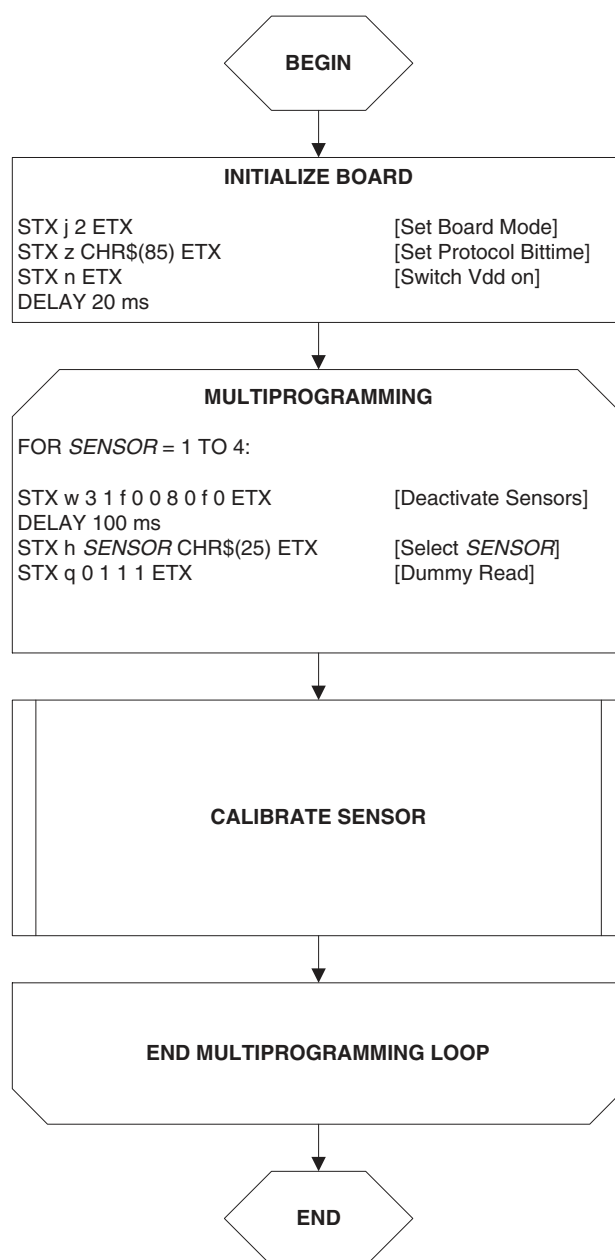 BEGIN
INITIALIZE BOARD
STX j 2 ETX [Set Board Mode]
STX z CHR$(85) ETX [Set Protocol Bittime]
STX n ETX [Switch Vdd on]
DELAY 20 ms
MULTIPROGRAMMING
FOR SENSOR = 1 TO 4:
STX w 3 1 f 0 0 8 0 f 0 ETX [Deactivate Sensors]
DELAY 100 ms
STX h SENSOR CHR$(25) ETX [Select SENSOR]
STX q 0 1 1 1 ETX [Dummy Read]
CALIBRATE SENSOR
END MULTIPROGRAMMING LOOP
END